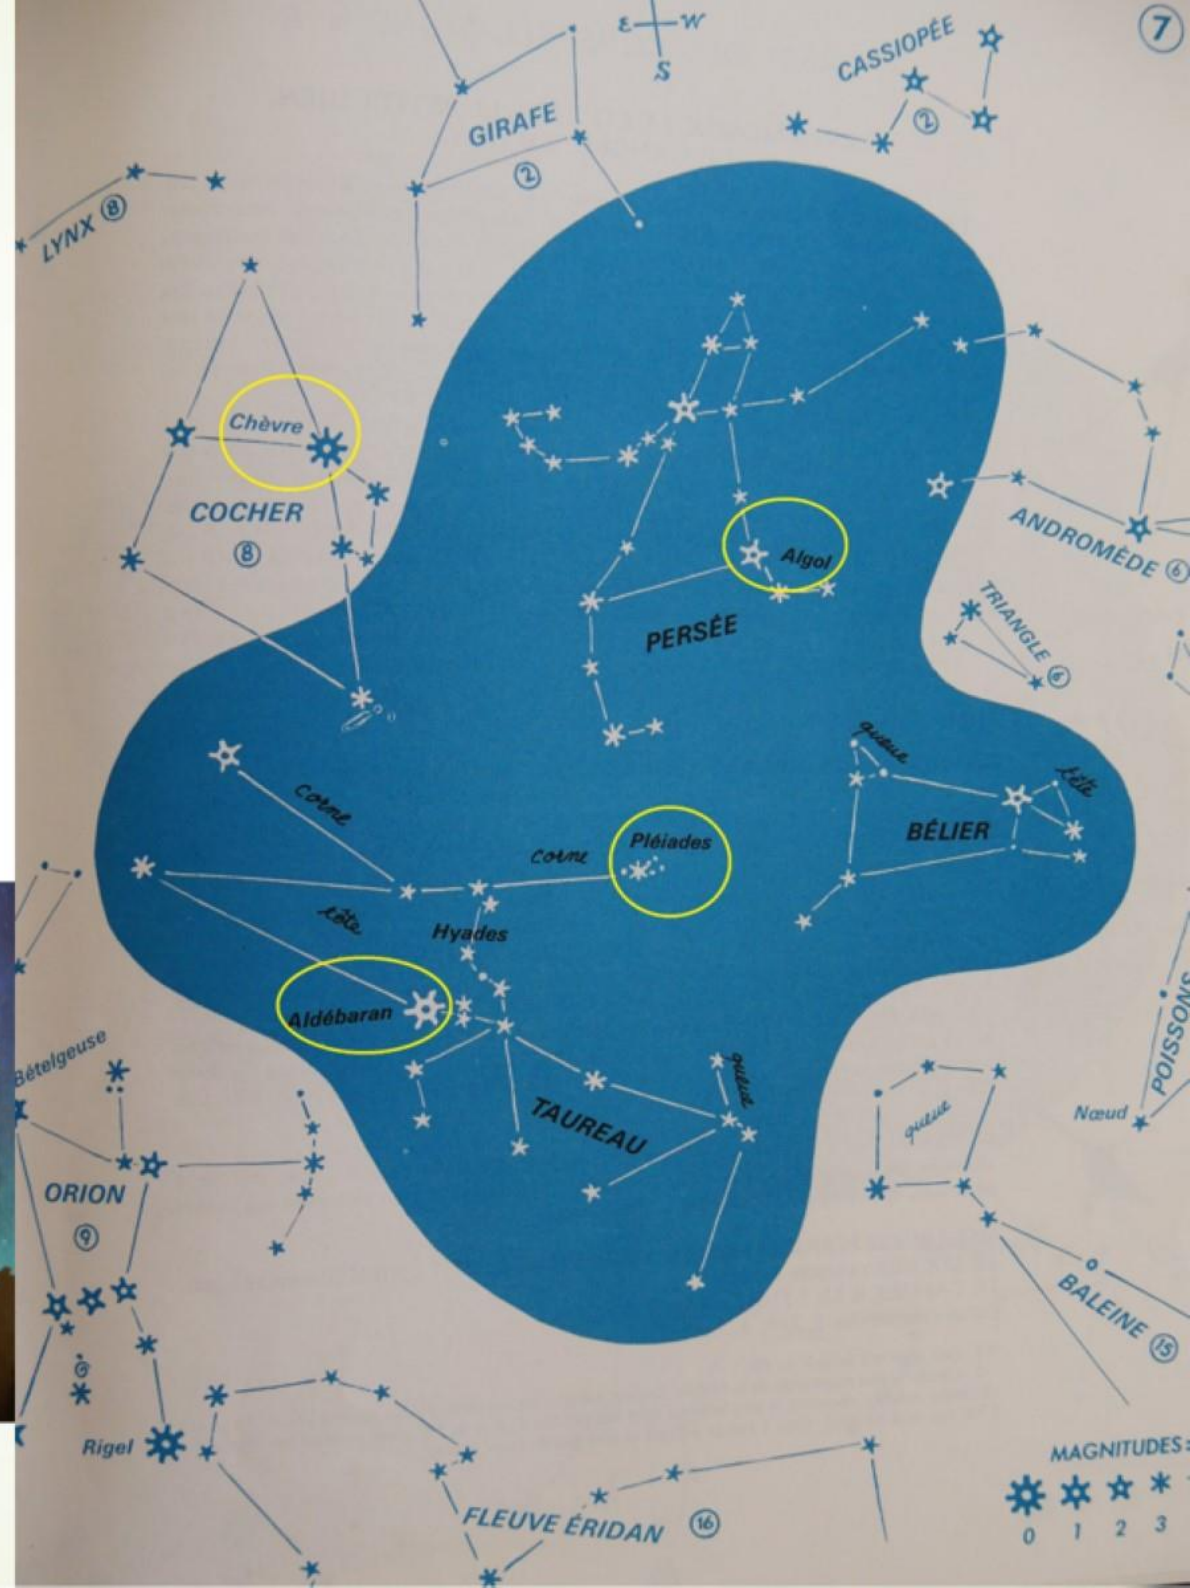 E W
S
7
CASSIOPÉE
2
GIRAFE
2
LYNX 8
Chèvre
COCHER
8
Algol
ANDROMÈDE 6
PERSÉE
TRIANGLE 6
queue
tête
BÉLIER
corne
Pléiades
corne
tête
Hyades
Aldébaran
Bételgeuse
POISSONS
queue
TAUREAU
queue
Nœud
ORION
9
BALEINE 15
Rigel
MAGNITUDES:
FLEUVE ÉRIDAN 16
0 1 2 3